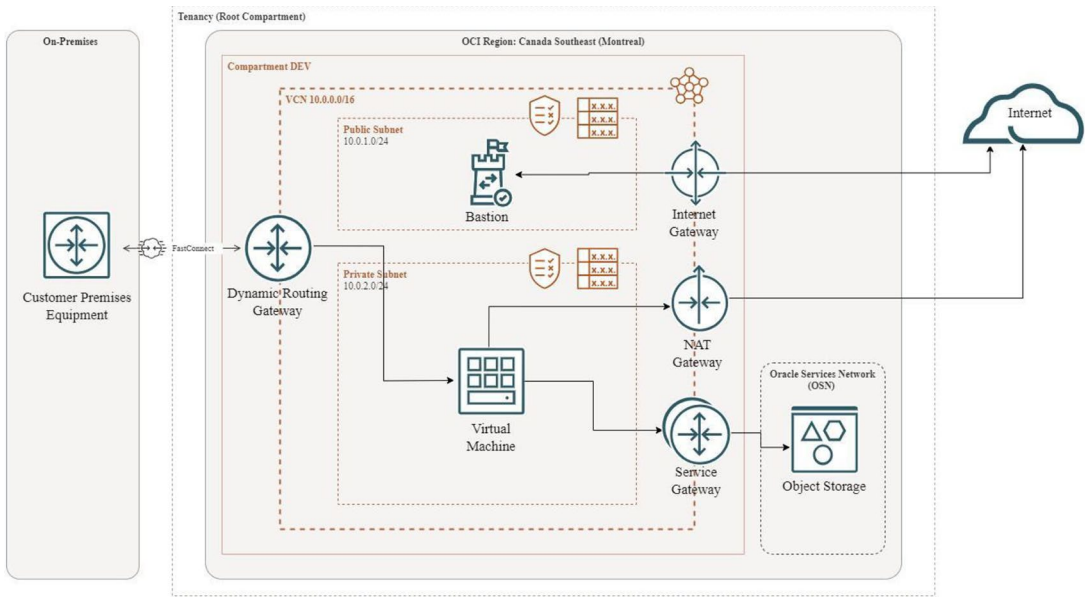 Tenancy (Root Compartment)
On-Premises
OCI Region: Canada Southeast (Montreal)
Compartment DEV
VCN 10.0.0.0/16
Public Subnet
10.0.1.0/24
x.x.x.
x.x.x.
x.x.x.
Internet
Bastion
Internet
Gateway
FastConnect
Customer Premises
Equipment
Dynamic Routing
Gateway
Private Subnet
10.0.2.0/24
x.x.x.
x.x.x.
x.x.x.
NAT
Gateway
Oracle Services Network
(OSN)
Virtual
Machine
Service
Gateway
Object Storage